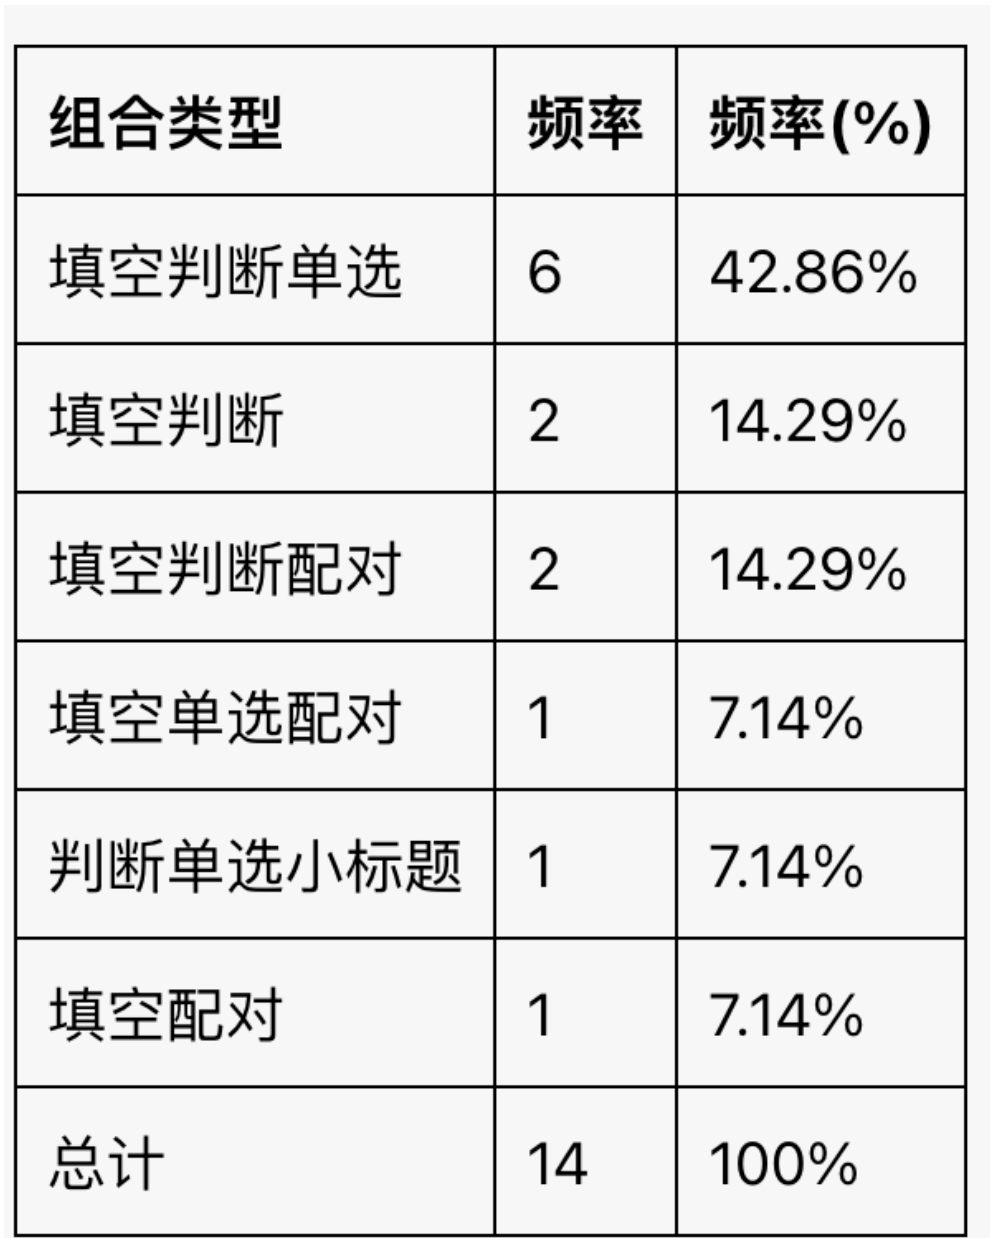 组合类型 频率 频率(%)
填空判断单选 6 42.86%
填空判断 2 14.29%
填空判断配对 2 14.29%
填空单选配对 1 7.14%
判断单选小标题 1 7.14%
填空配对 1 7.14%
总计 14 100%